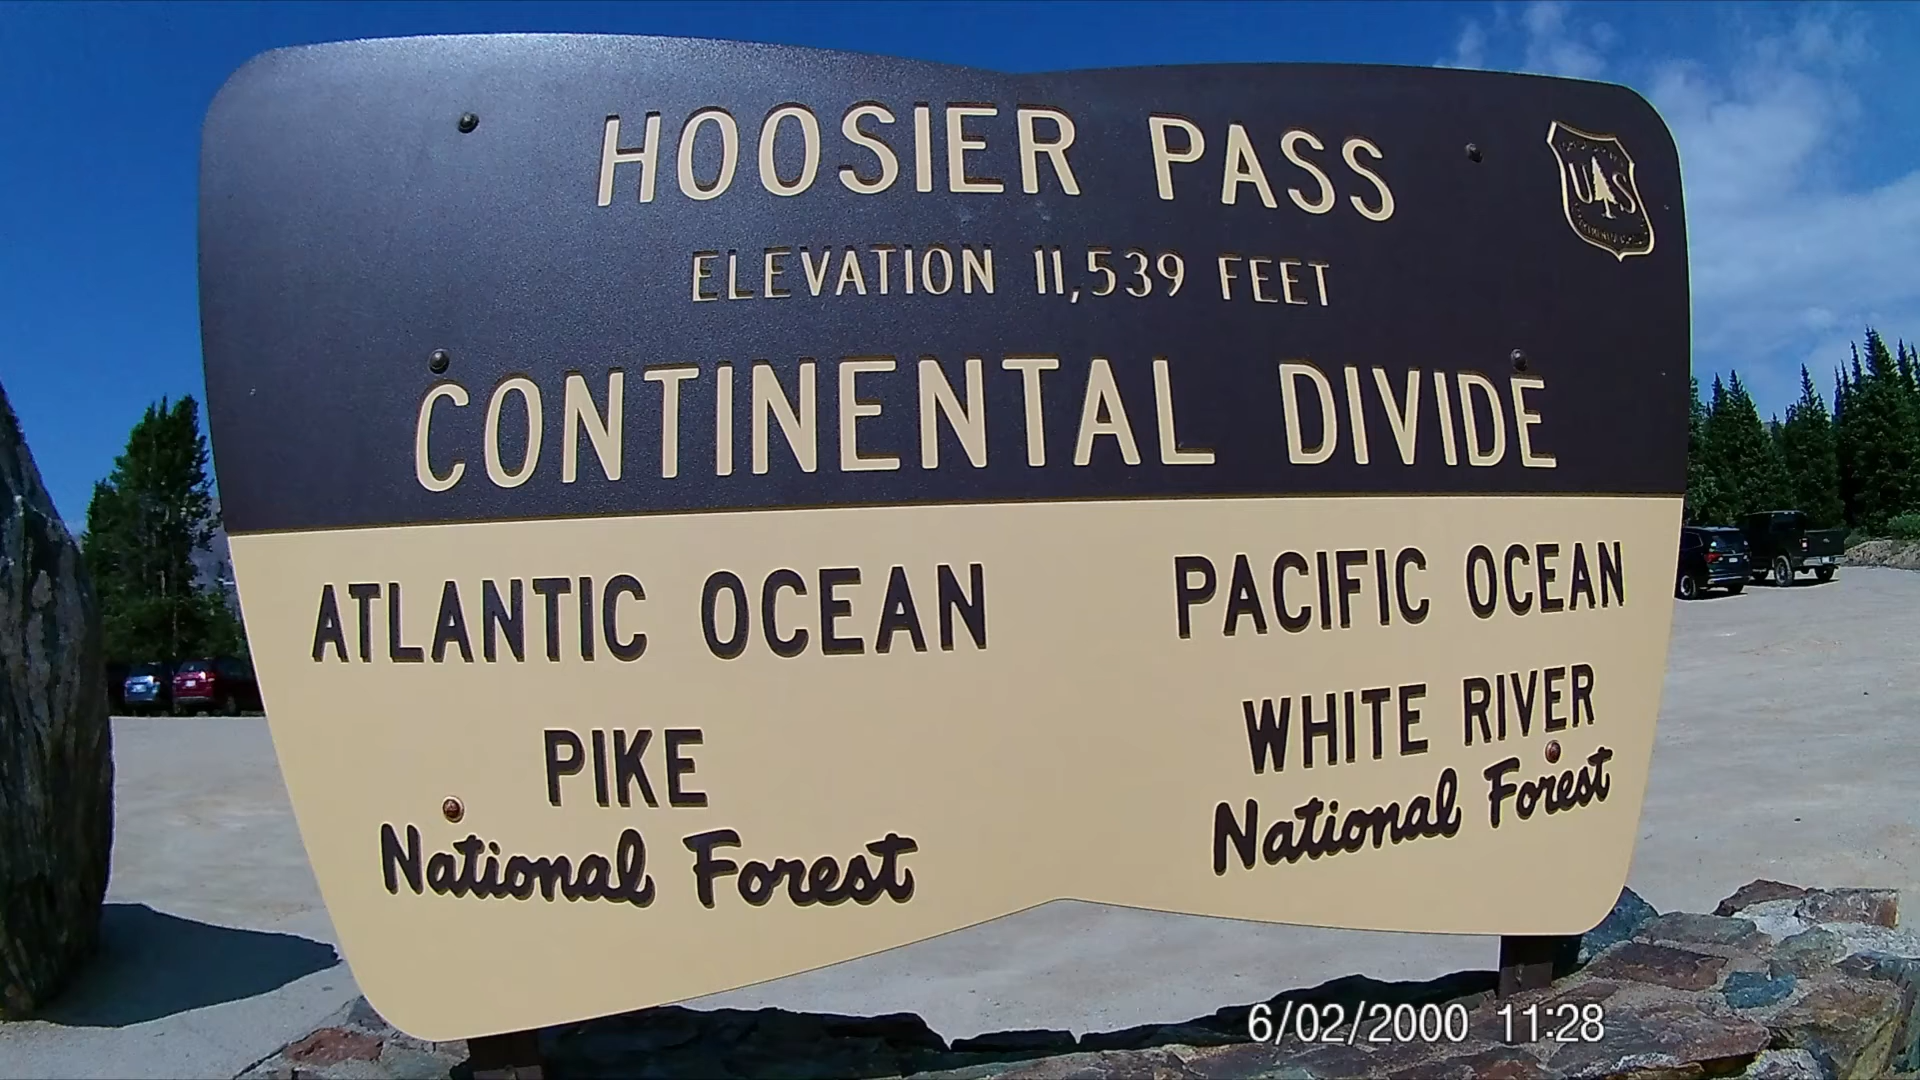 HOOSIER PASS
US
ELEVATION 11,539 FEET
CONTINENTAL DIVIDE
ATLANTIC OCEAN
PIKE
National Forest
PACIFIC OCEAN
WHITE RIVER
National Forest
6/02/2000 11:28